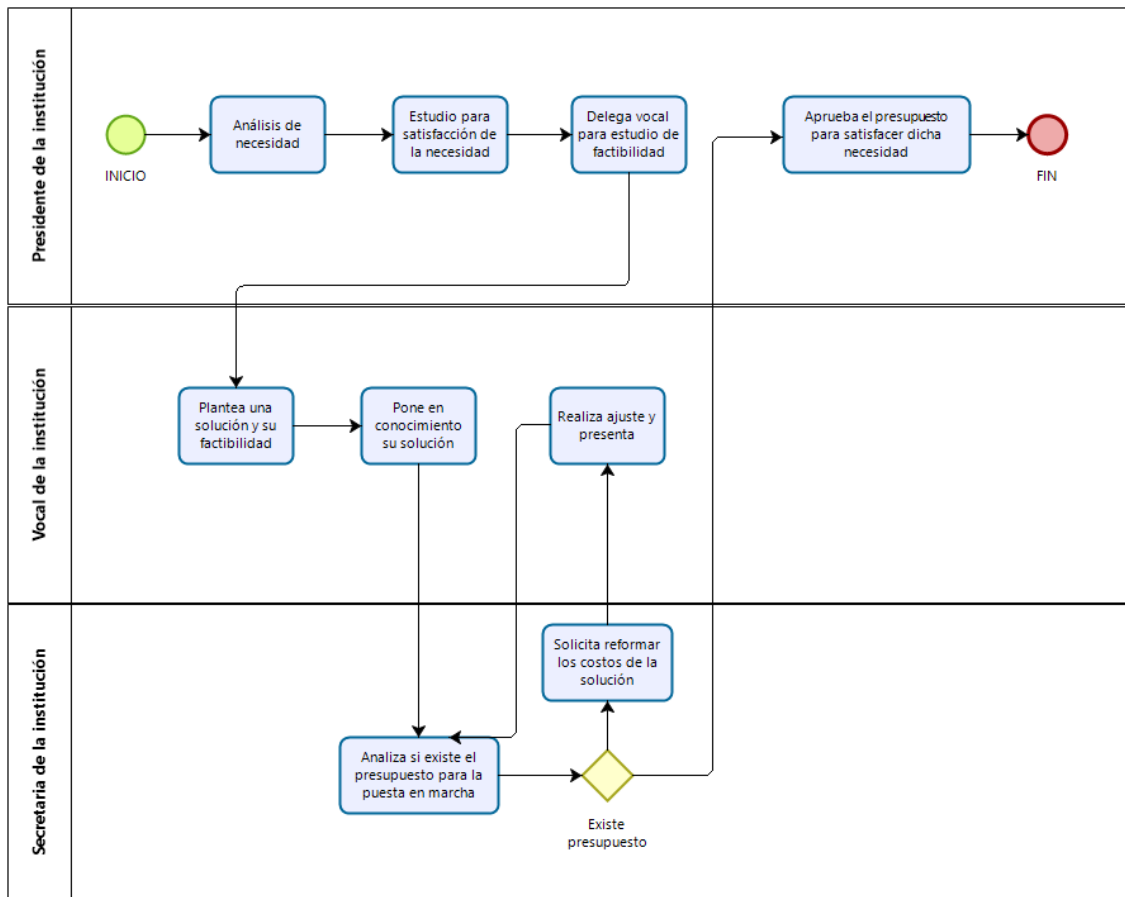 Presidente de la institución
INICIO
Análisis de
necesidad
Estudio para
satisfacción de
la necesidad
Delega vocal
para estudio de
factibilidad
Aprueba el presupuesto
para satisfacer dicha
necesidad
FIN
Vocal de la institución
Plantea una
solución y su
factibilidad
Pone en
conocimiento
su solución
Realiza ajuste y
presenta
Secretaria de la institución
Solicita reformar
los costos de la
solución
Analiza si existe el
presupuesto para la
puesta en marcha
Existe
presupuesto